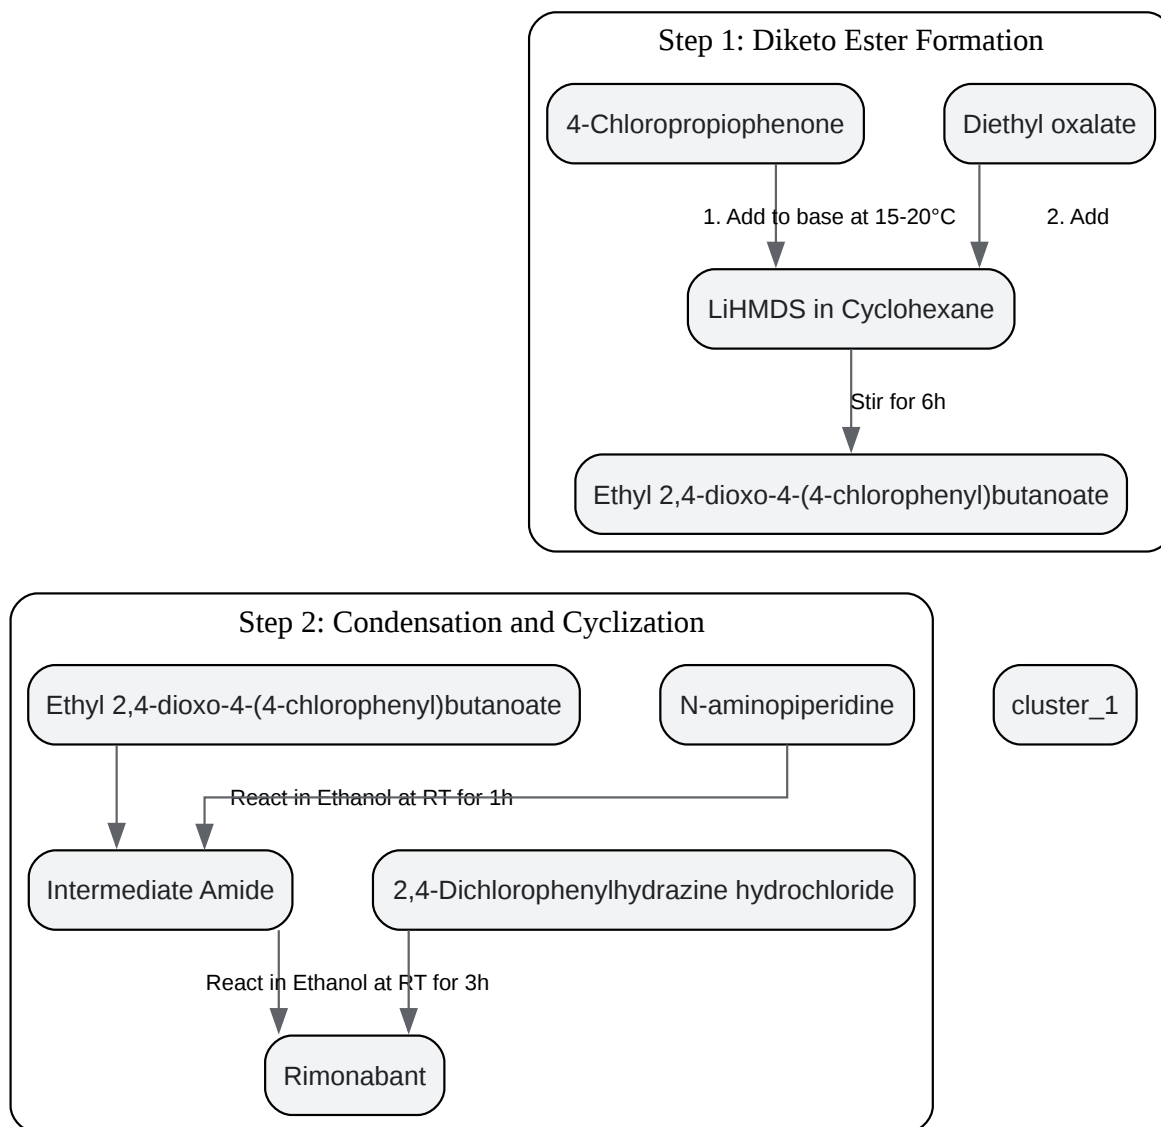 Step 1: Diketo Ester Formation
4-Chloropropiophenone
Diethyl oxalate
1. Add to base at 15-20°C
2. Add
LiHMDS in Cyclohexane
Stir for 6h
Ethyl 2,4-dioxo-4-(4-chlorophenyl)butanoate
Step 2: Condensation and Cyclization
Ethyl 2,4-dioxo-4-(4-chlorophenyl)butanoate
N-aminopiperidine
cluster_1
React in Ethanol at RT for 1h
Intermediate Amide
2,4-Dichlorophenylhydrazine hydrochloride
React in Ethanol at RT for 3h
Rimonabant